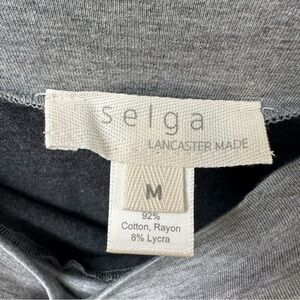 selga
LANCASTER MADE
M
92%
Cotton, Rayon
8% Lycra